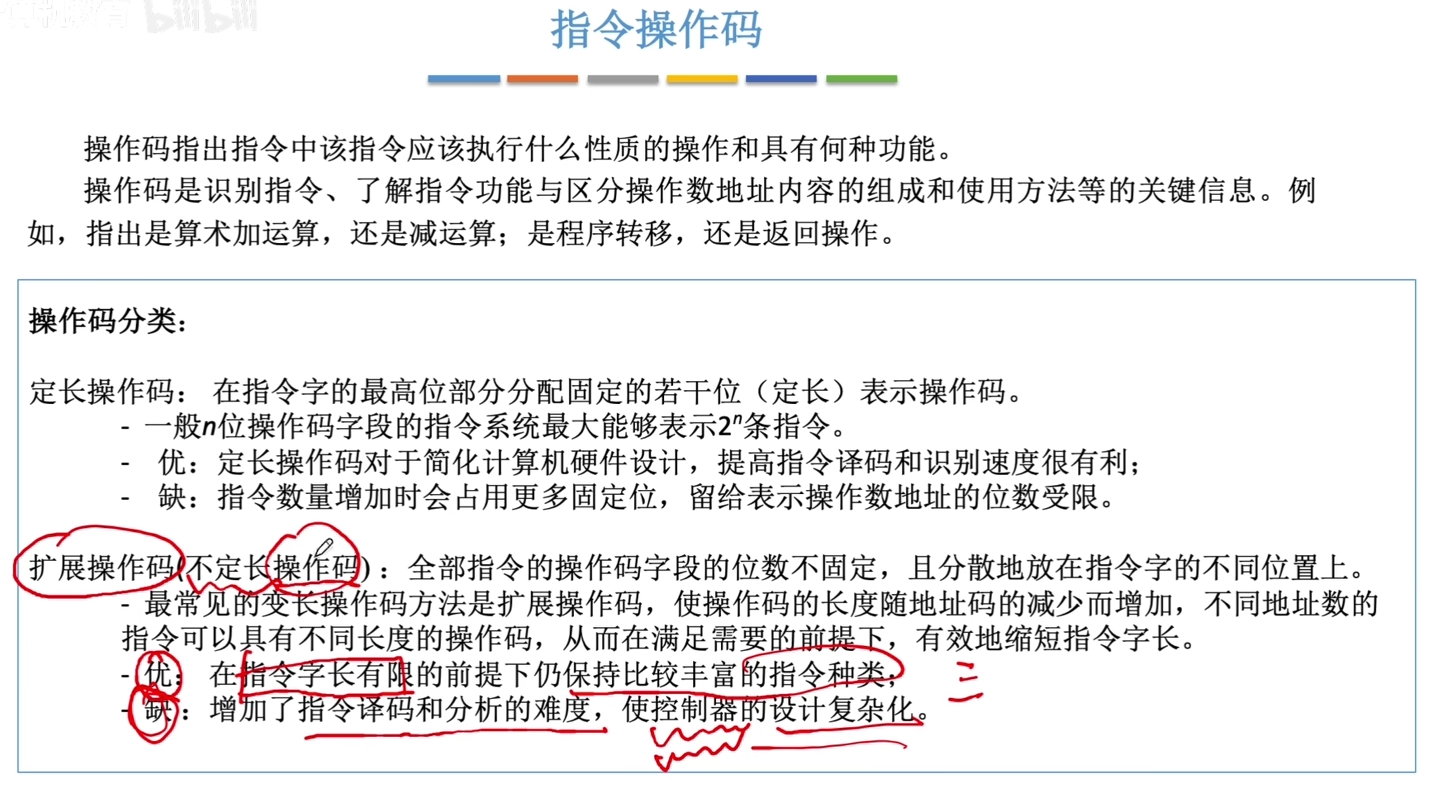 bilibili
指令操作码
操作码指出指令中该指令应该执行什么性质的操作和具有何种功能。
操作码是识别指令、了解指令功能与区分操作数地址内容的组成和使用方法等的关键信息。例
如，指出是算术加运算，还是减运算；是程序转移，还是返回操作。
操作码分类：
定长操作码： 在指令字的最高位部分分配固定的若干位（定长）表示操作码。
- 一般n位操作码字段的指令系统最大能够表示2ⁿ条指令。
- 优：定长操作码对于简化计算机硬件设计，提高指令译码和识别速度很有利；
- 缺：指令数量增加时会占用更多固定位，留给表示操作数地址的位数受限。
扩展操作码(不定长操作码)：全部指令的操作码字段的位数不固定，且分散地放在指令字的不同位置上。
- 最常见的变长操作码方法是扩展操作码，使操作码的长度随地址码的减少而增加，不同地址数的
指令可以具有不同长度的操作码，从而在满足需要的前提下，有效地缩短指令字长。
- 优： 在指令字长有限的前提下仍保持比较丰富的指令种类； 三
- 缺：增加了指令译码和分析的难度，使控制器的设计复杂化。